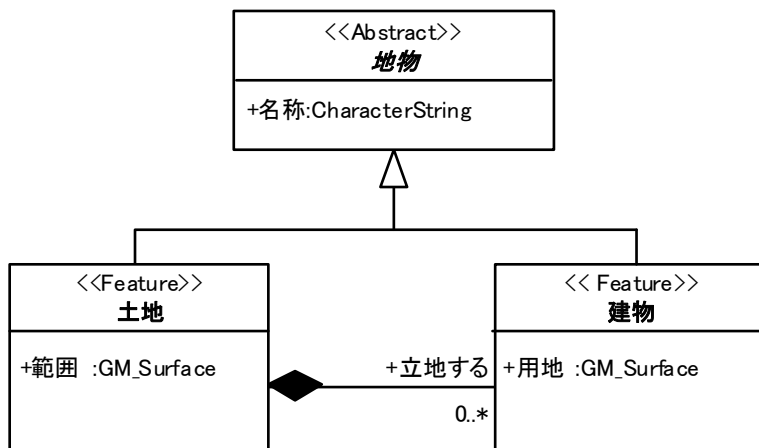 <<Abstract>>
地物
+名称:CharacterString
<<Feature>>
土地
+範囲 :GM_Surface
+立地する
0..*
<< Feature>>
建物
+用地 :GM_Surface